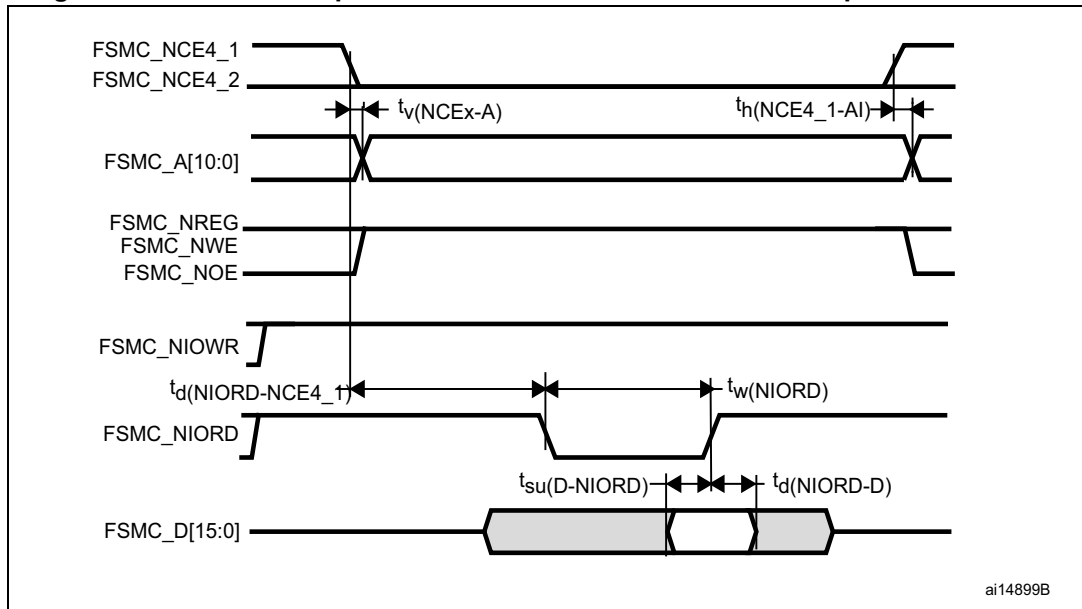 FSMC_NCE4_1
FSMC_NCE4_2
tv(NCEx-A)
th(NCE4_1-AI)
FSMC_A[10:0]
FSMC_NREG
FSMC_NWE
FSMC_NOE
FSMC_NIOWR
td(NIORD-NCE4_1)
tw(NIORD)
FSMC_NIORD
tsu(D-NIORD)
td(NIORD-D)
FSMC_D[15:0]
ai14899B